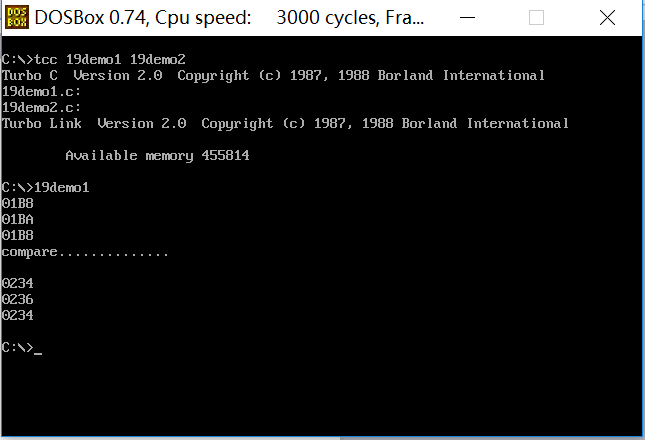 DOS BOX DOSBox 0.74, Cpu speed: 3000 cycles, Fra...
C:\>tcc 19demo1 19demo2
Turbo C  Version 2.0  Copyright (c) 1987, 1988 Borland International
19demo1.c:
19demo2.c:
Turbo Link  Version 2.0  Copyright (c) 1987, 1988 Borland International
        Available memory 455814
C:\>19demo1
01B8
01BA
01B8
compare..............
0234
0236
0234
C:\>_